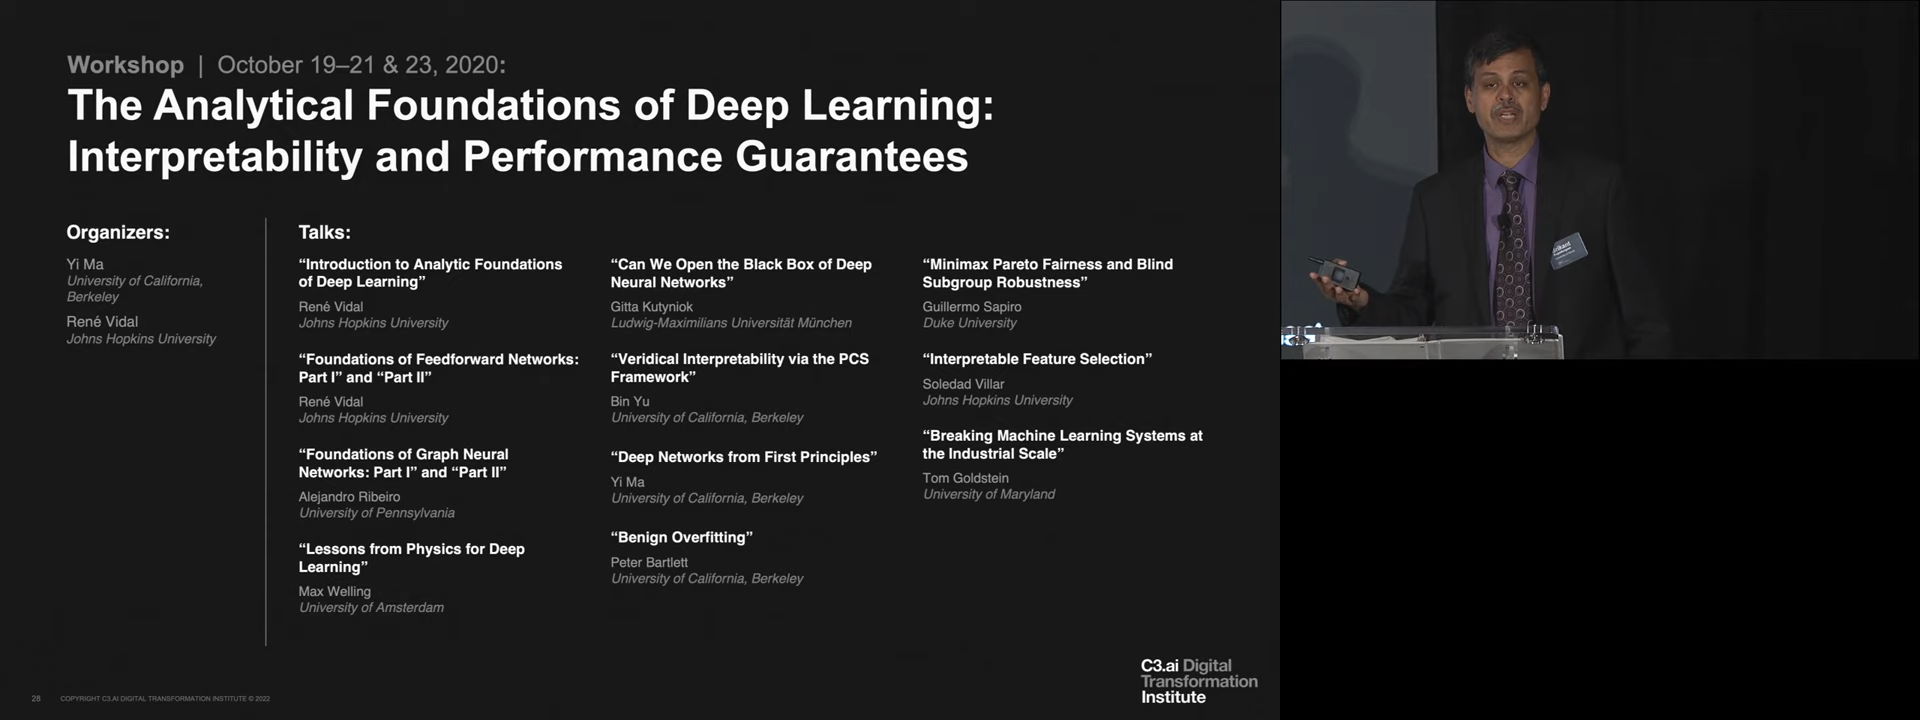 Workshop | October 19–21 & 23, 2020:
The Analytical Foundations of Deep Learning:
Interpretability and Performance Guarantees
Organizers:
Yi Ma
University of California,
Berkeley
René Vidal
Johns Hopkins University
Talks:
“Introduction to Analytic Foundations
of Deep Learning”
René Vidal
Johns Hopkins University
“Foundations of Feedforward Networks:
Part I” and “Part II”
René Vidal
Johns Hopkins University
“Foundations of Graph Neural
Networks: Part I” and “Part II”
Alejandro Ribeiro
University of Pennsylvania
“Lessons from Physics for Deep
Learning”
Max Welling
University of Amsterdam
“Can We Open the Black Box of Deep
Neural Networks”
Gitta Kutyniok
Ludwig-Maximilians Universität München
“Veridical Interpretability via the PCS
Framework”
Bin Yu
University of California, Berkeley
“Deep Networks from First Principles”
Yi Ma
University of California, Berkeley
“Benign Overfitting”
Peter Bartlett
University of California, Berkeley
“Minimax Pareto Fairness and Blind
Subgroup Robustness”
Guillermo Sapiro
Duke University
“Interpretable Feature Selection”
Soledad Villar
Johns Hopkins University
“Breaking Machine Learning Systems at
the Industrial Scale”
Tom Goldstein
University of Maryland
C3.ai Digital
Transformation
Institute
28 COPYRIGHT C3.AI DIGITAL TRANSFORMATION INSTITUTE © 2022